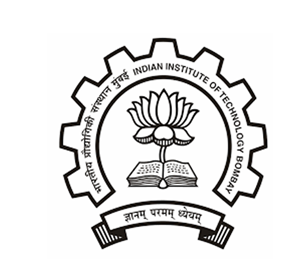 भारतीय प्रौद्योगिकी संस्थान मुंबई INDIAN INSTITUTE OF TECHNOLOGY BOMBAY
ज्ञानम् परमम् ध्येयम्